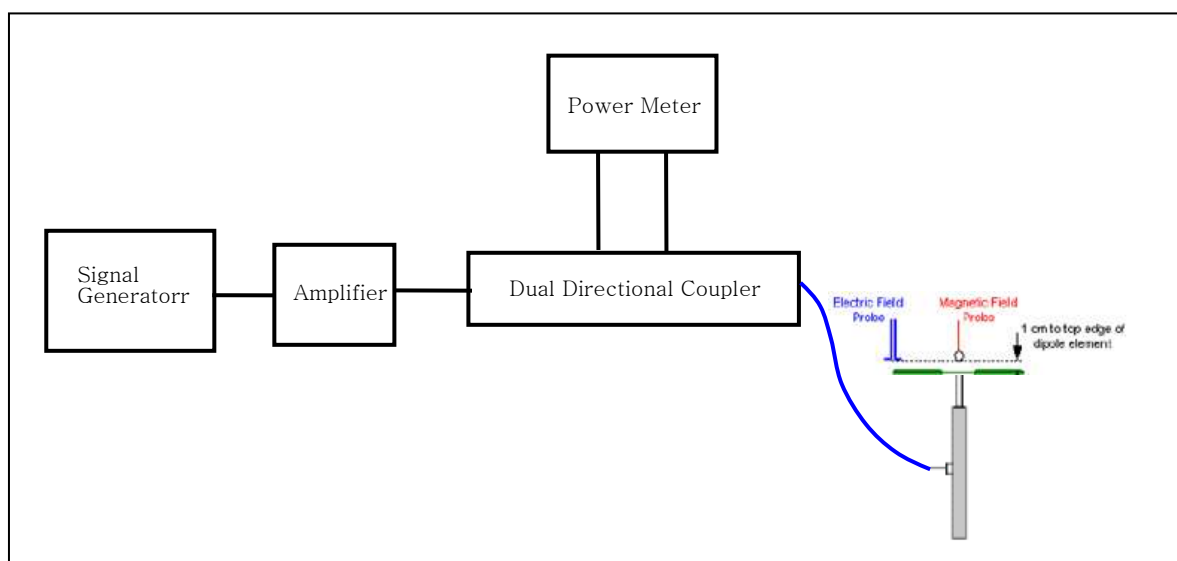 Power Meter
Signal
Generatorr
Amplifier
Dual Directional Coupler
Electric Field
Probe
Magnetic Field
Probe
1 cm to top edge of
dipole element